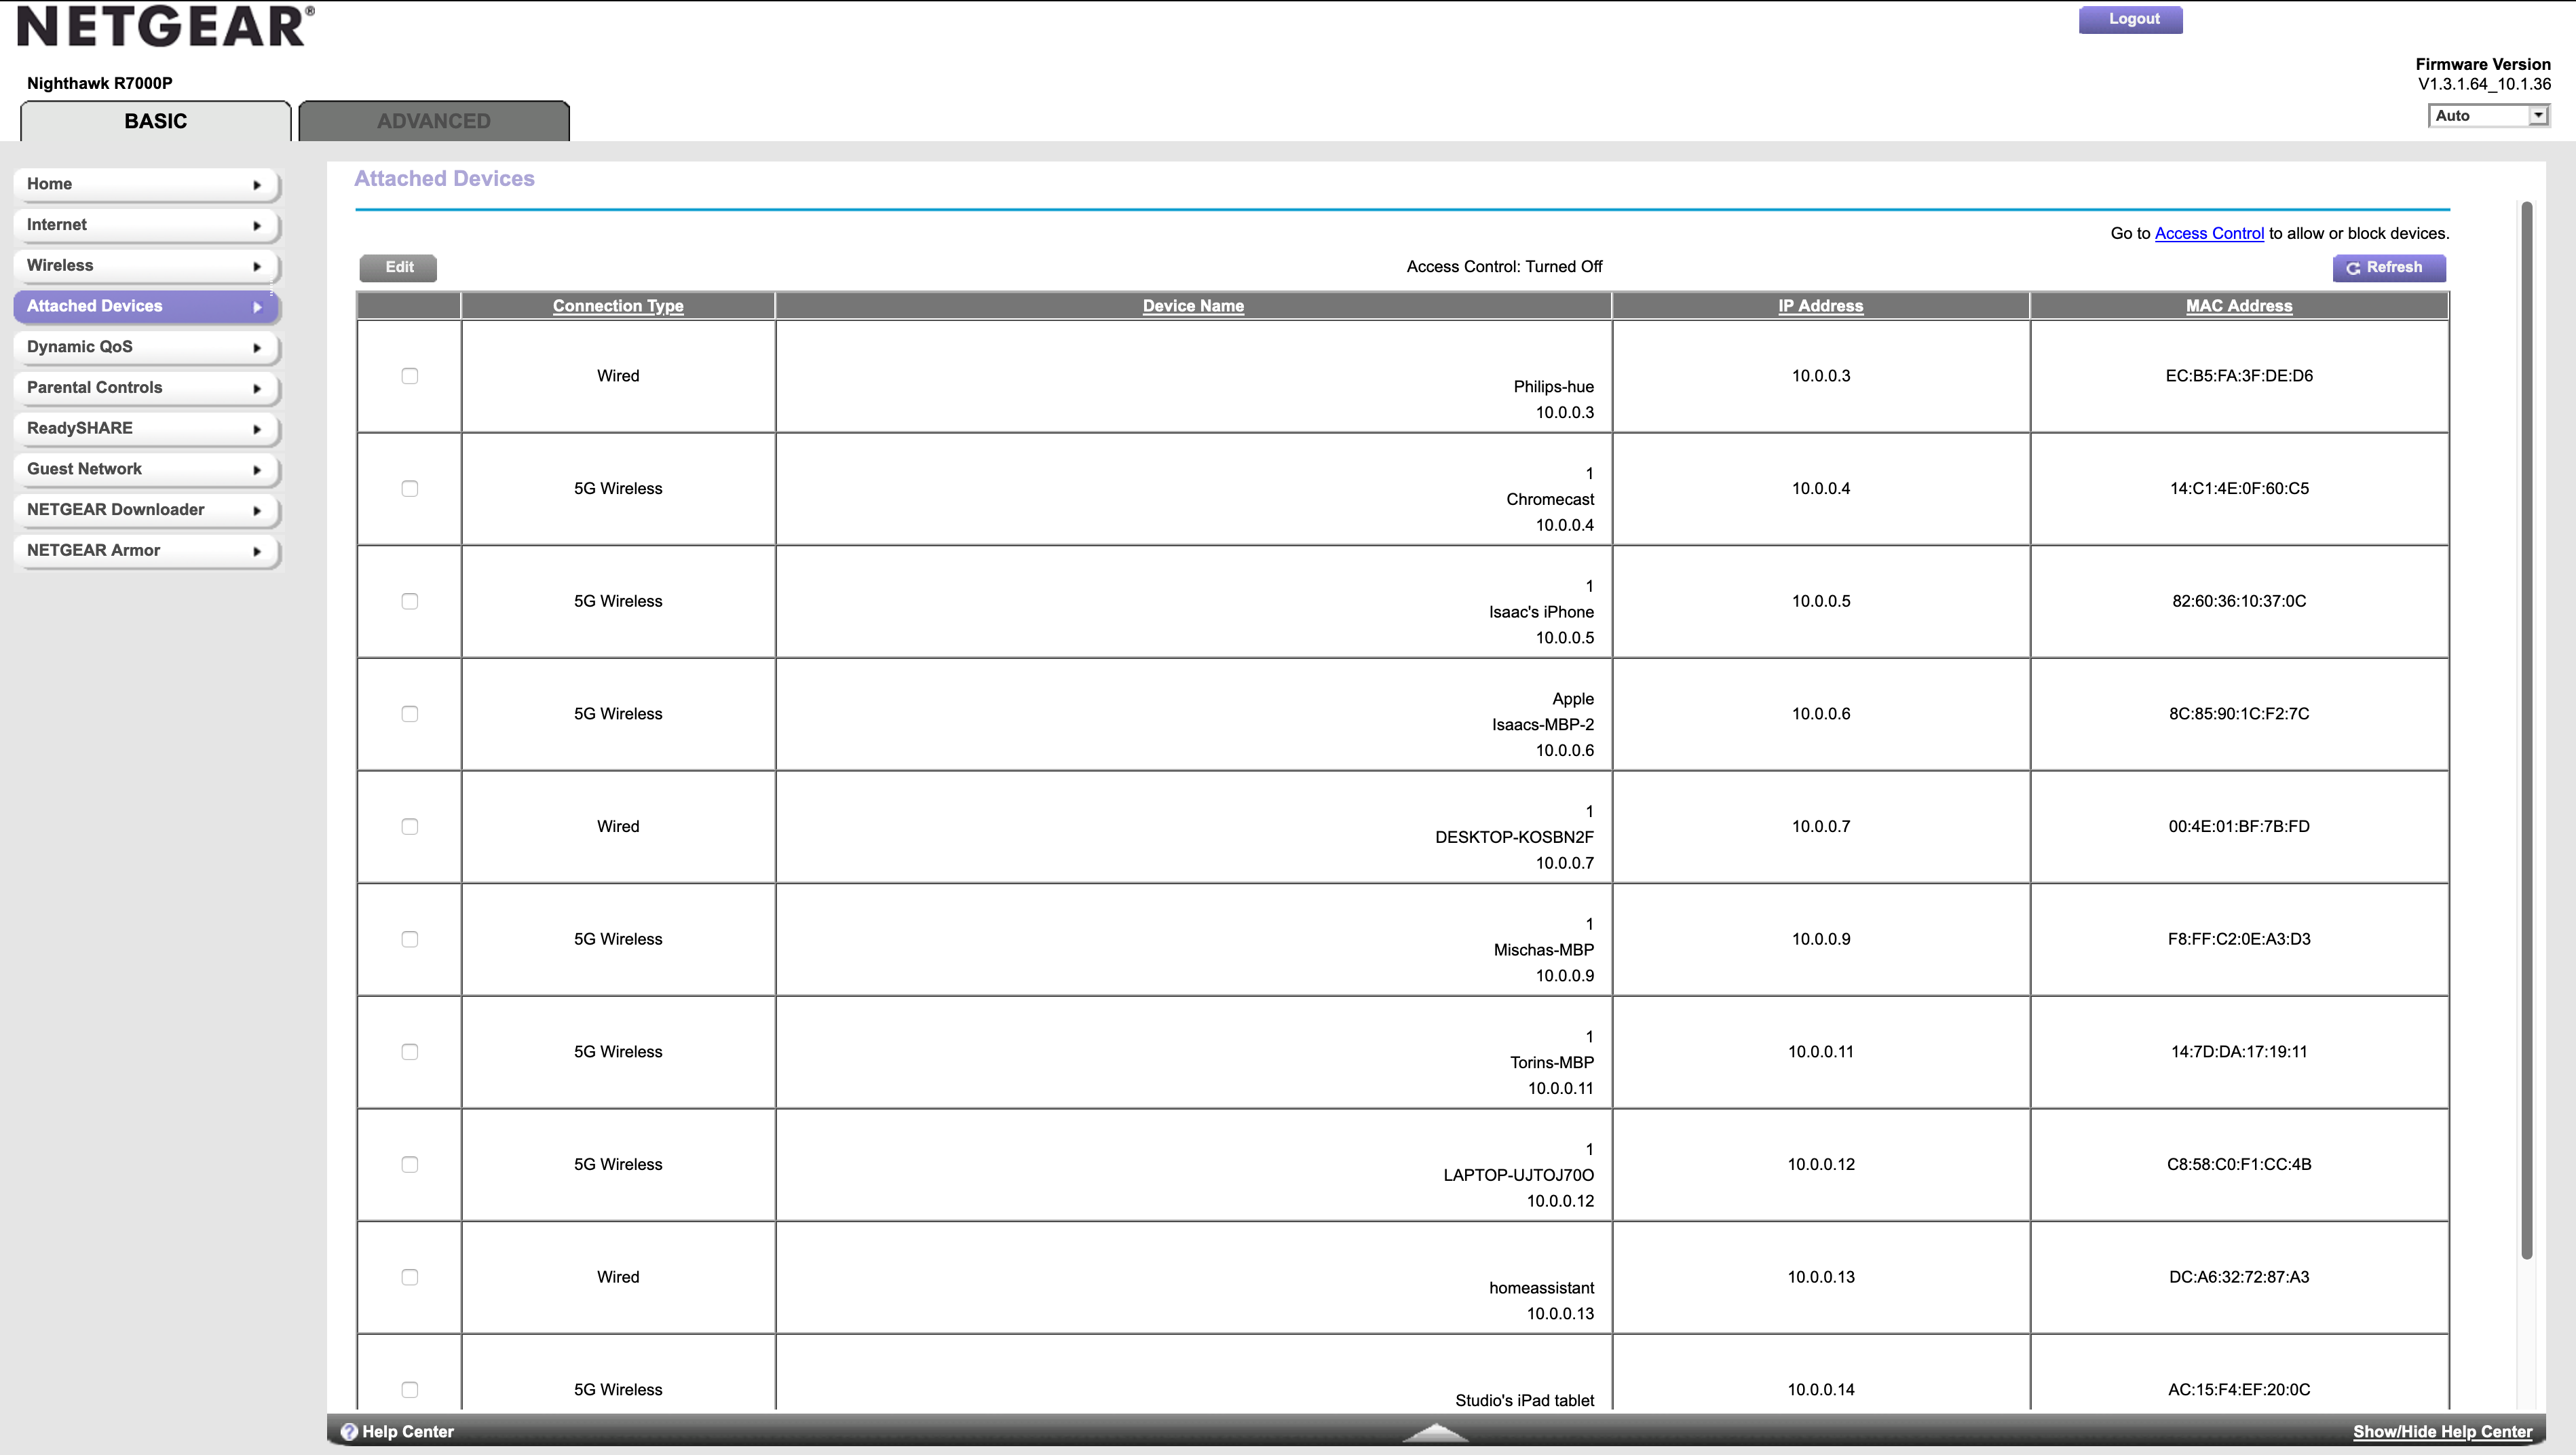 NETGEAR®
Logout
Nighthawk R7000P
Firmware Version
V1.3.1.64_10.1.36
BASIC
ADVANCED
Auto
Home
Internet
Wireless
Attached Devices
Dynamic QoS
Parental Controls
ReadySHARE
Guest Network
NETGEAR Downloader
NETGEAR Armor
Attached Devices
Go to Access Control to allow or block devices.
Edit
Access Control: Turned Off
Refresh
Connection Type Device Name IP Address MAC Address
Wired
Philips-hue
10.0.0.3
10.0.0.3
EC:B5:FA:3F:DE:D6
5G Wireless
1
Chromecast
10.0.0.4
10.0.0.4
14:C1:4E:0F:60:C5
5G Wireless
1
Isaac's iPhone
10.0.0.5
10.0.0.5
82:60:36:10:37:0C
5G Wireless
Apple
Isaacs-MBP-2
10.0.0.6
10.0.0.6
8C:85:90:1C:F2:7C
Wired
1
DESKTOP-KOSBN2F
10.0.0.7
10.0.0.7
00:4E:01:BF:7B:FD
5G Wireless
1
Mischas-MBP
10.0.0.9
10.0.0.9
F8:FF:C2:0E:A3:D3
5G Wireless
1
Torins-MBP
10.0.0.11
10.0.0.11
14:7D:DA:17:19:11
5G Wireless
1
LAPTOP-UJTOJ70O
10.0.0.12
10.0.0.12
C8:58:C0:F1:CC:4B
Wired
homeassistant
10.0.0.13
10.0.0.13
DC:A6:32:72:87:A3
5G Wireless
Studio's iPad tablet
10.0.0.14
AC:15:F4:EF:20:0C
? Help Center
Show/Hide Help Center